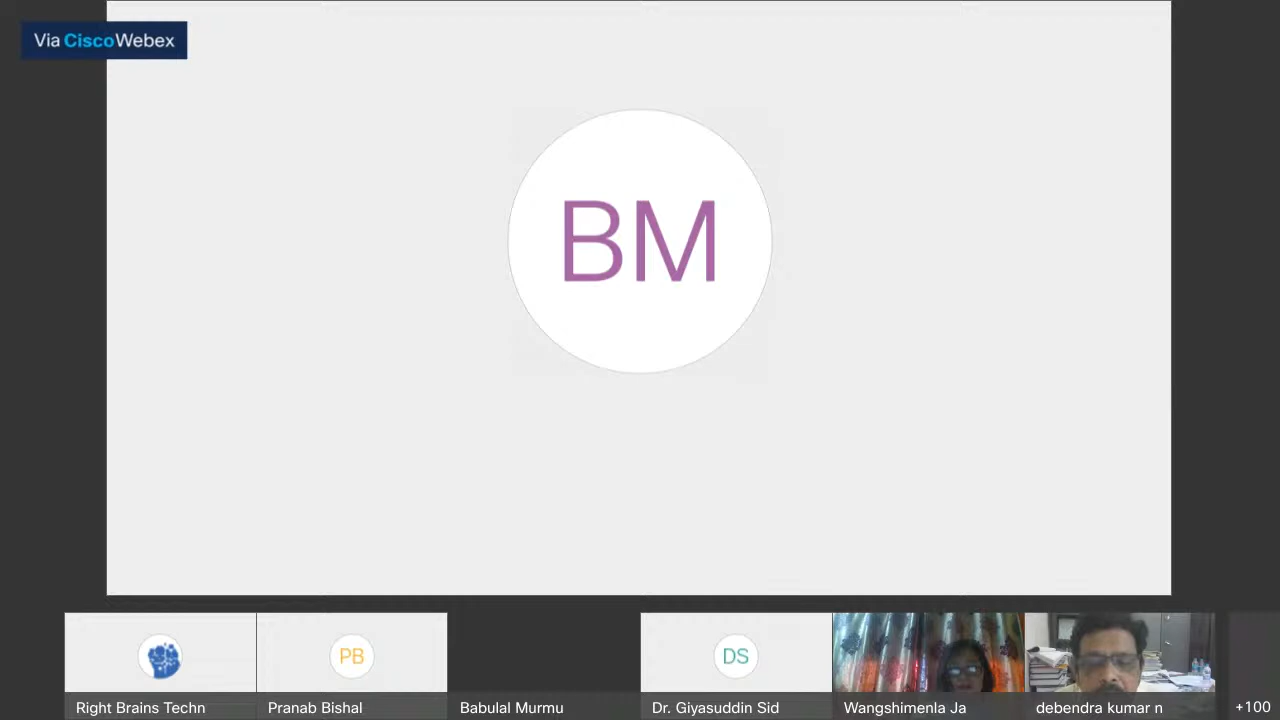 Via CiscoWebex
BM
PB
DS
Right Brains Techn
Pranab Bishal
Babulal Murmu
Dr. Giyasuddin Sid
Wangshimenla Ja
debendra kumar n
+100